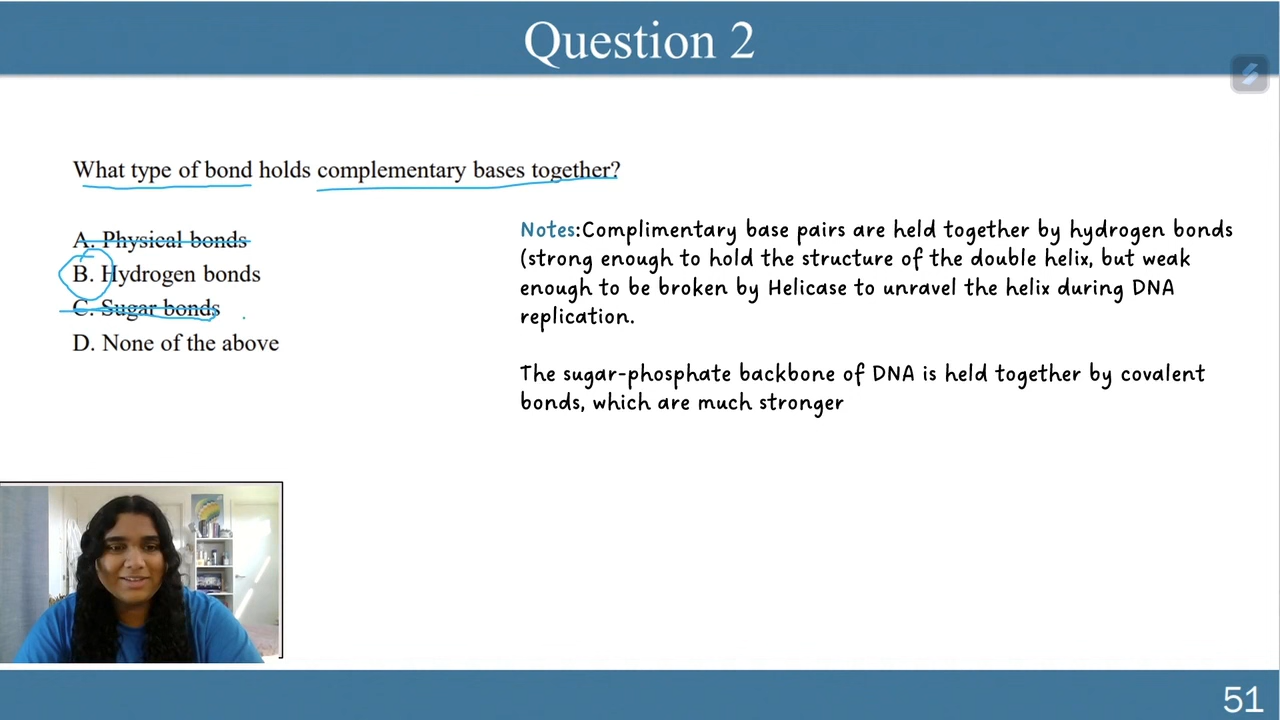 Question 2
What type of bond holds complementary bases together?
A. Physical bonds
B. Hydrogen bonds
C. Sugar bonds
D. None of the above
Notes:Complimentary base pairs are held together by hydrogen bonds
(strong enough to hold the structure of the double helix, but weak
enough to be broken by Helicase to unravel the helix during DNA
replication.
The sugar-phosphate backbone of DNA is held together by covalent
bonds, which are much stronger
51